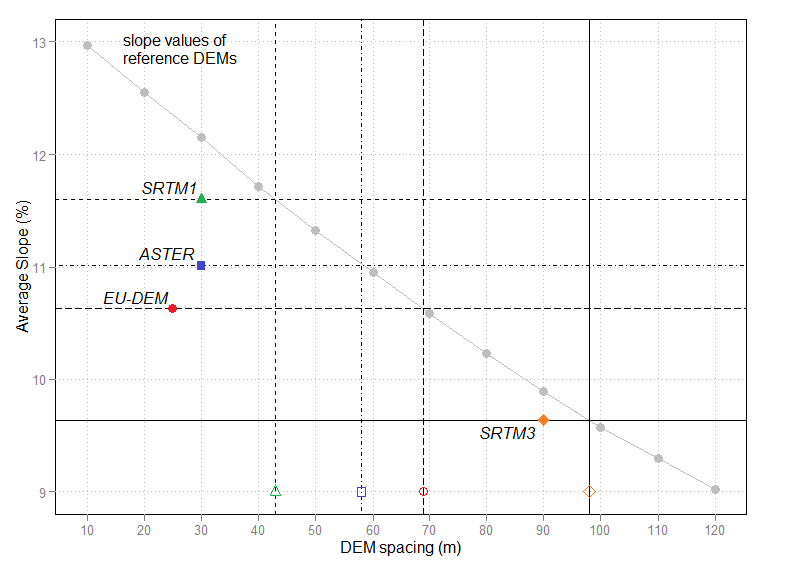 13
12
11
10
9
Average Slope (%)
slope values of
reference DEMs
SRTM1
ASTER
EU-DEM
SRTM3
10 20 30 40 50 60 70 80 90 100 110 120
DEM spacing (m)